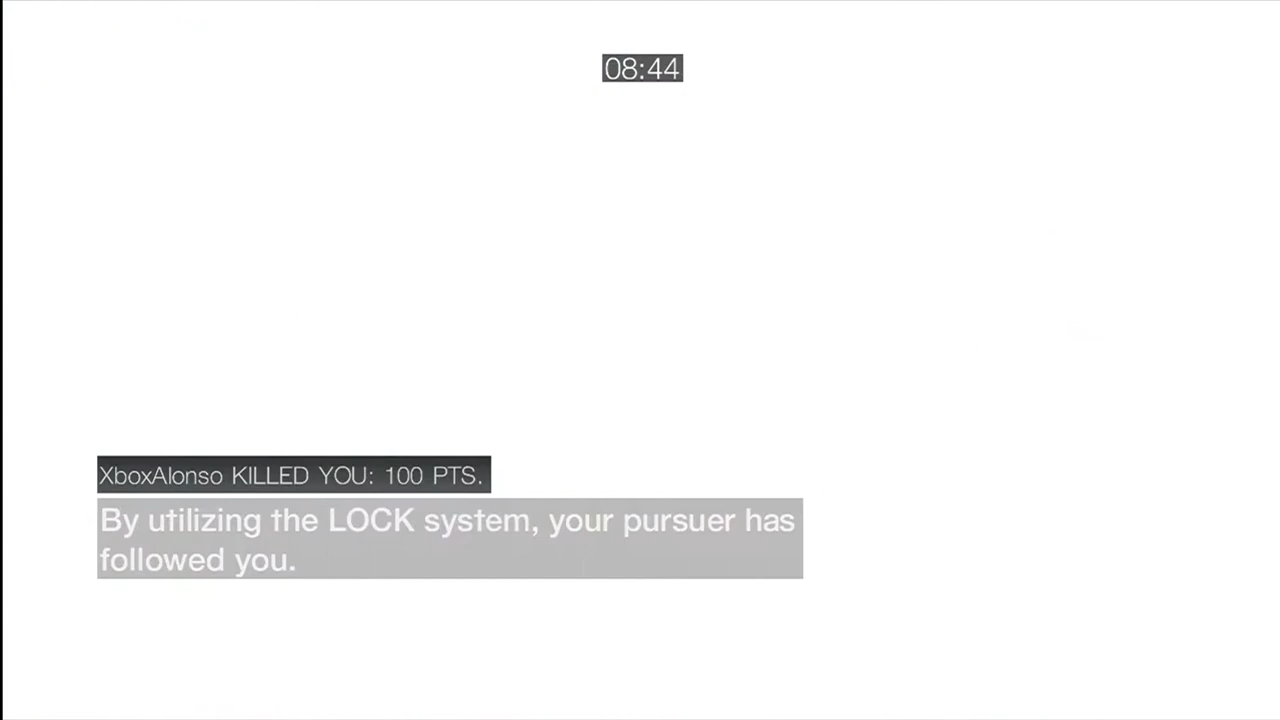 08:44
XboxAlonso KILLED YOU: 100 PTS.
By utilizing the LOCK system, your pursuer has
followed you.